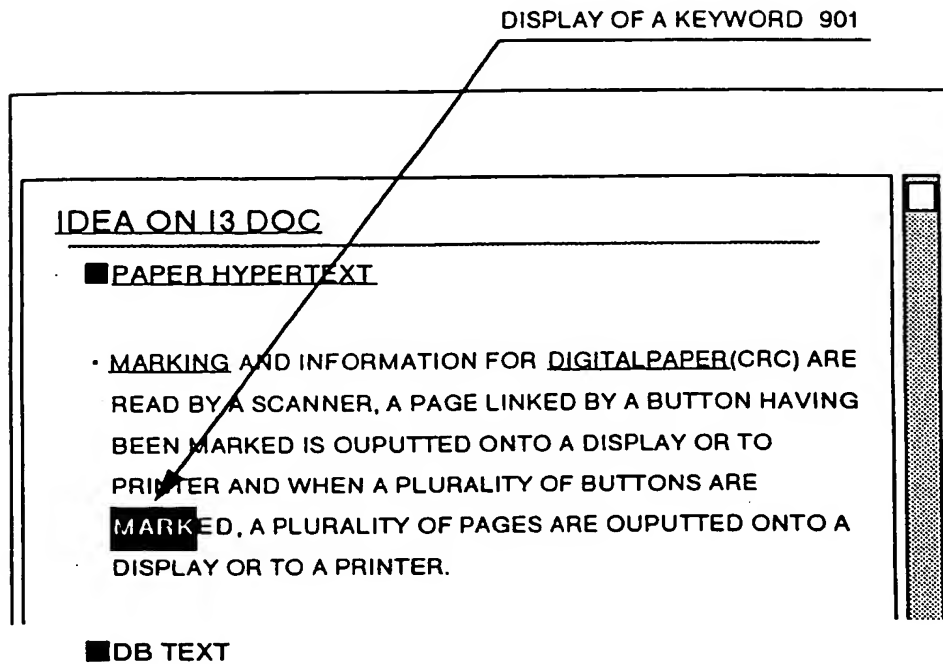 DISPLAY OF A KEYWORD 901
IDEA ON I3 DOC
■PAPER HYPERTEXT
· MARKING AND INFORMATION FOR DIGITALPAPER(CRC) ARE
READ BY A SCANNER, A PAGE LINKED BY A BUTTON HAVING
BEEN MARKED IS OUPUTTED ONTO A DISPLAY OR TO
PRINTER AND WHEN A PLURALITY OF BUTTONS ARE
MARKED, A PLURALITY OF PAGES ARE OUPUTTED ONTO A
DISPLAY OR TO A PRINTER.
■DB TEXT